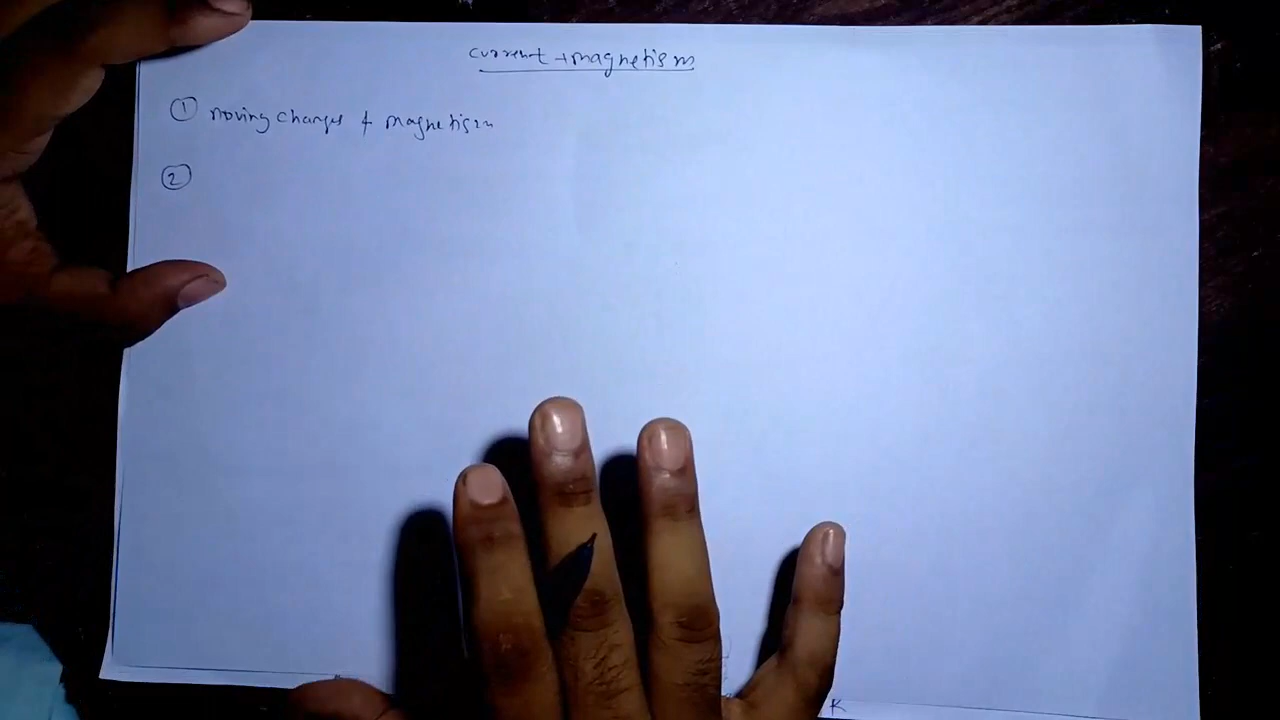 current + magnetism
① moving charges & magnetism
②
K